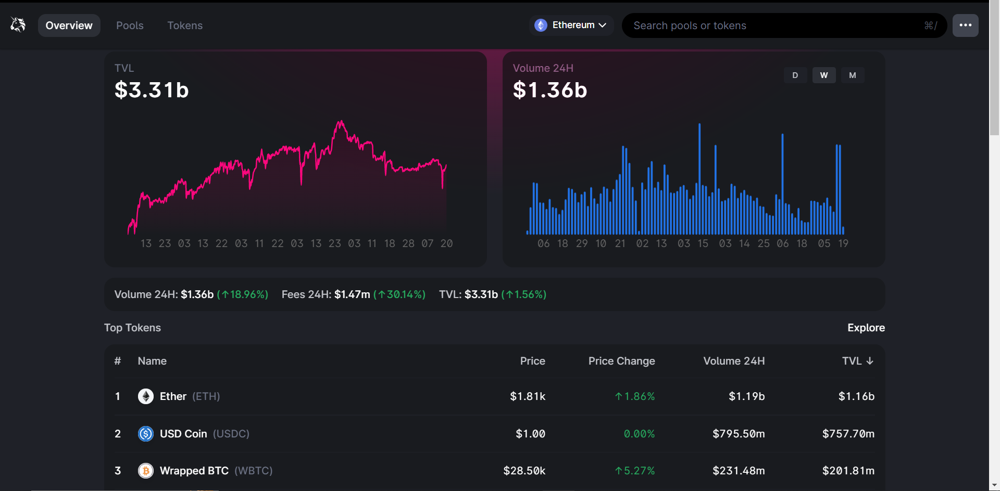 Overview Pools Tokens Ethereum Search pools or tokens ⌘/ •••
TVL
$3.31b
13 23 03 13 22 03 11 22 03 13 23 03 11 18 28 07 20
Volume 24H
$1.36b
D W M
06 18 29 10 21 02 13 03 15 03 14 25 06 18 05 19
Volume 24H: $1.36b (↑18.96%) Fees 24H: $1.47m (↑30.14%) TVL: $3.31b (↑1.56%)
Top Tokens Explore
# Name Price Price Change Volume 24H TVL ↓
1 Ether (ETH) $1.81k ↑1.86% $1.19b $1.16b
2 USD Coin (USDC) $1.00 0.00% $795.50m $757.70m
3 Wrapped BTC (WBTC) $28.50k ↑5.27% $231.48m $201.81m